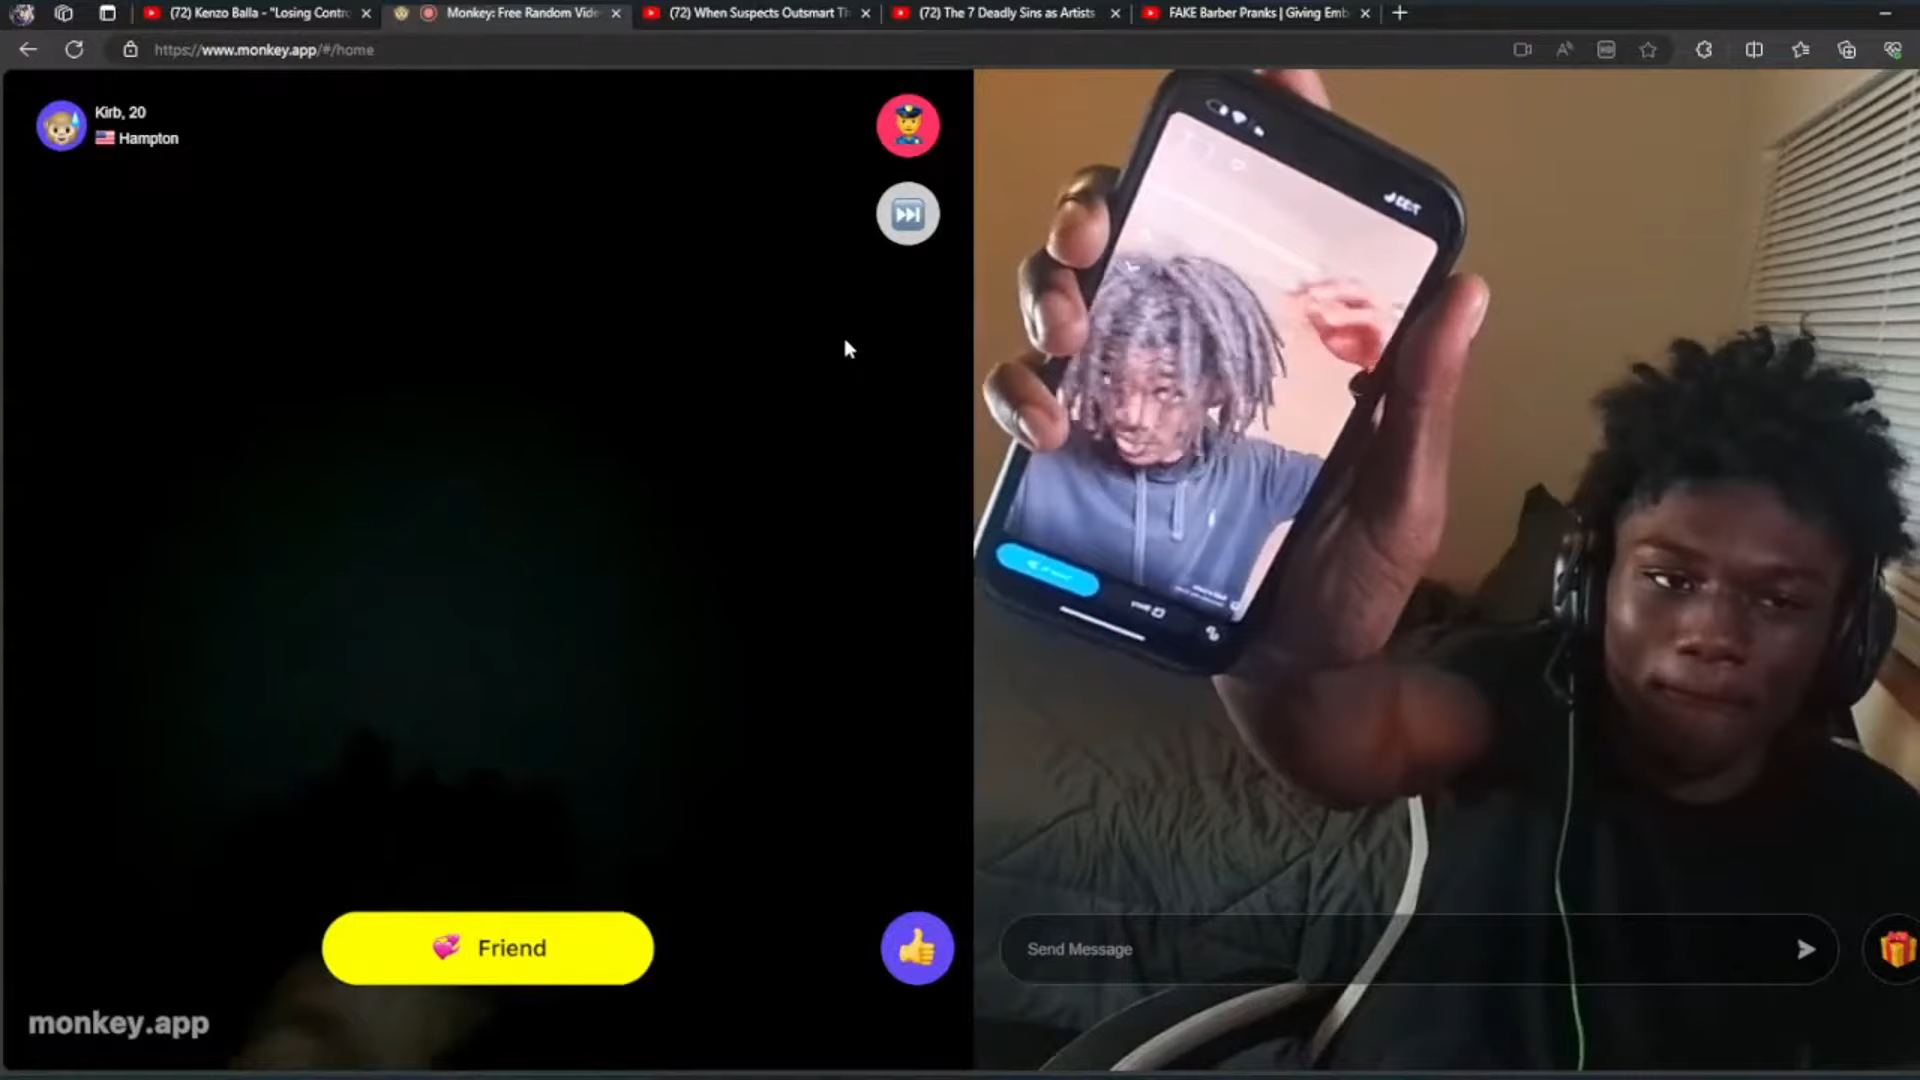 (72) Kenzo Balla - "Losing Contro
Monkey: Free Random Vide
(72) When Suspects Outsmart Th
(72) The 7 Deadly Sins as Artists
FAKE Barber Pranks | Giving Emb
https://www.monkey.app/#/home
Kirb, 20
Hampton
Friend
Send Message
monkey.app